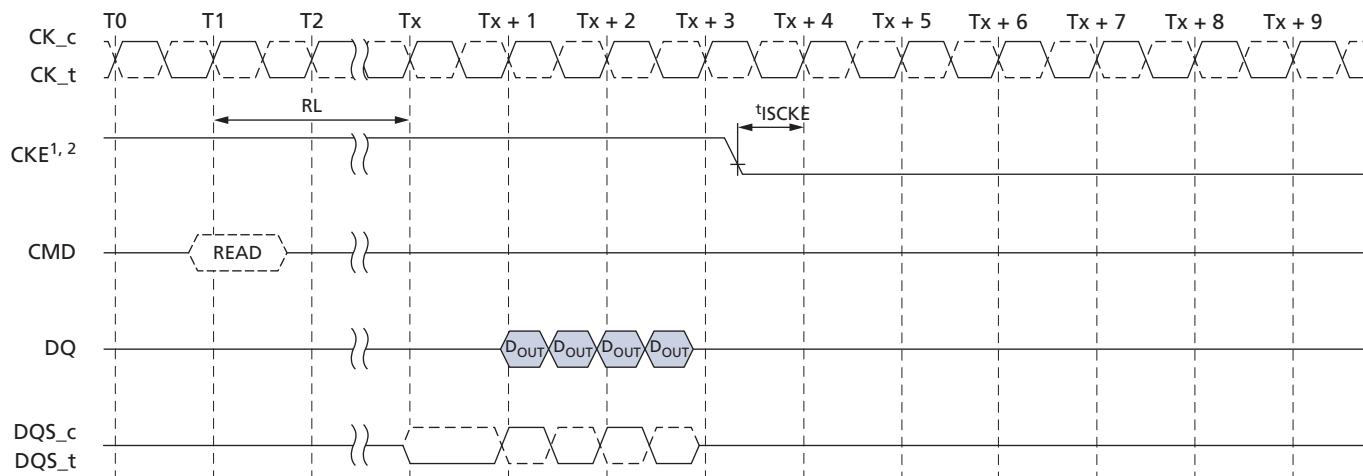 T0 T1 T2 Tx Tx + 1 Tx + 2 Tx + 3 Tx + 4 Tx + 5 Tx + 6 Tx + 7 Tx + 8 Tx + 9
CK_c
CK_t
RL
tISCKE
CKE1, 2
CMD
READ
DQ
DOUT DOUT DOUT DOUT
DQS_c
DQS_t